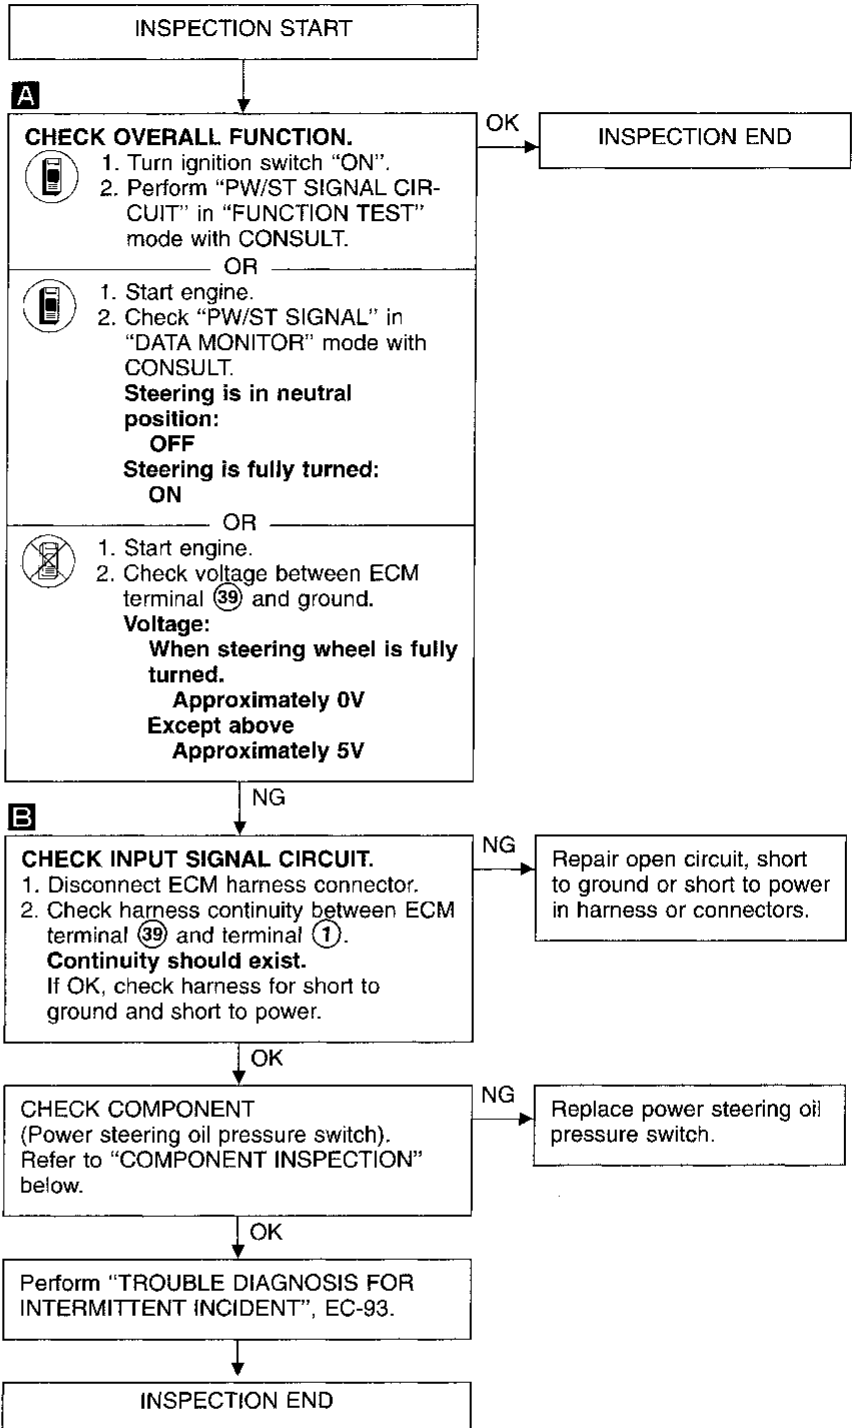 INSPECTION START
A
CHECK OVERALL FUNCTION.
1. Turn ignition switch “ON”.
2. Perform “PW/ST SIGNAL CIR-
CUIT” in “FUNCTION TEST”
mode with CONSULT.
OK
INSPECTION END
OR
1. Start engine.
2. Check “PW/ST SIGNAL” in
“DATA MONITOR” mode with
CONSULT.
Steering is in neutral
position:
OFF
Steering is fully turned:
ON
OR
1. Start engine.
2. Check voltage between ECM
terminal 39 and ground.
Voltage:
When steering wheel is fully
turned.
Approximately 0V
Except above
Approximately 5V
NG
B
CHECK INPUT SIGNAL CIRCUIT.
1. Disconnect ECM harness connector.
2. Check harness continuity between ECM
terminal 39 and terminal 1.
Continuity should exist.
If OK, check harness for short to
ground and short to power.
NG
Repair open circuit, short
to ground or short to power
in harness or connectors.
OK
CHECK COMPONENT
(Power steering oil pressure switch).
Refer to “COMPONENT INSPECTION”
below.
NG
Replace power steering oil
pressure switch.
OK
Perform “TROUBLE DIAGNOSIS FOR
INTERMITTENT INCIDENT”, EC-93.
INSPECTION END